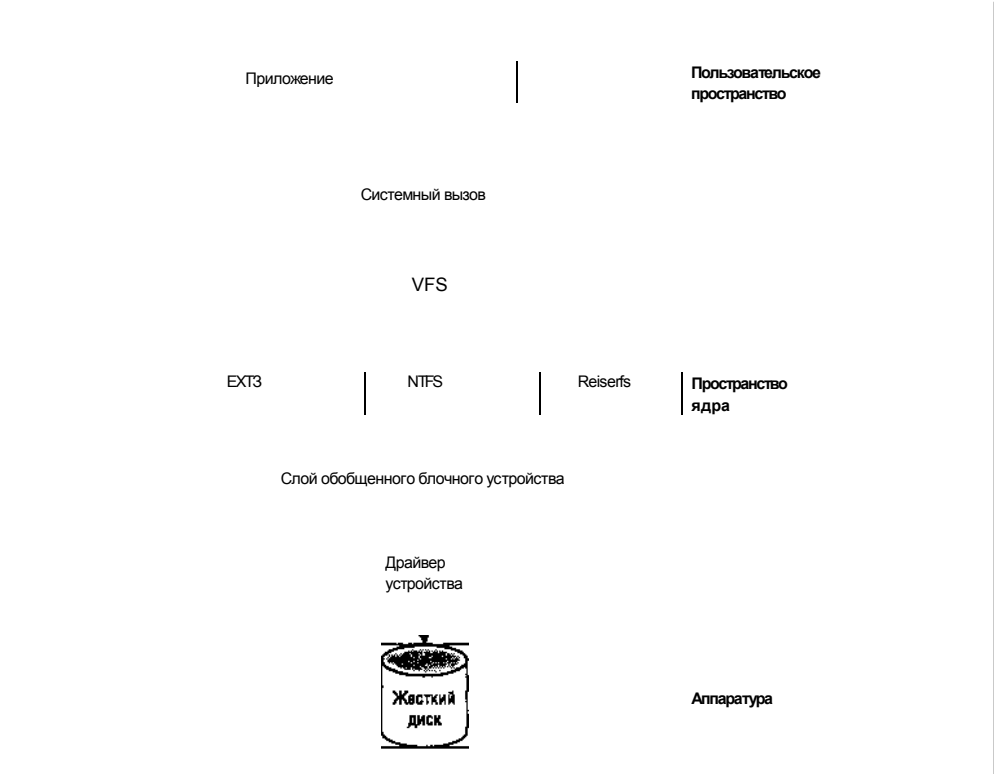 Приложение
Пользовательское
пространство
Системный вызов
VFS
EXT3
NTFS
Reiserfs
Пространство
ядра
Слой обобщенного блочного устройства
Драйвер
устройства
Жесткий
диск
Аппаратура